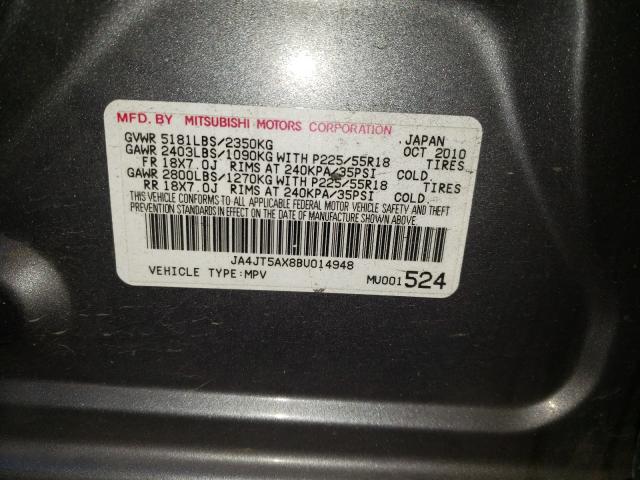 MFD. BY MITSUBISHI MOTORS CORPORATION JAPAN
GVWR 5181LBS/2350KG OCT 2010
GAWR 2403LBS/1090KG WITH P225/55R18 TIRES
FR 18X7.0J RIMS AT 240KPA/35PSI COLD.
GAWR 2800LBS/1270KG WITH P225/55R18 TIRES
RR 18X7.0J RIMS AT 240KPA/35PSI COLD.
THIS VEHICLE CONFORMS TO ALL APPLICABLE FEDERAL MOTOR VEHICLE SAFETY AND THEFT
PREVENTION STANDARDS IN EFFECT ON THE DATE OF MANUFACTURE SHOWN ABOVE.
JA4JT5AX8BU014948
VEHICLE TYPE:MPV MU001524